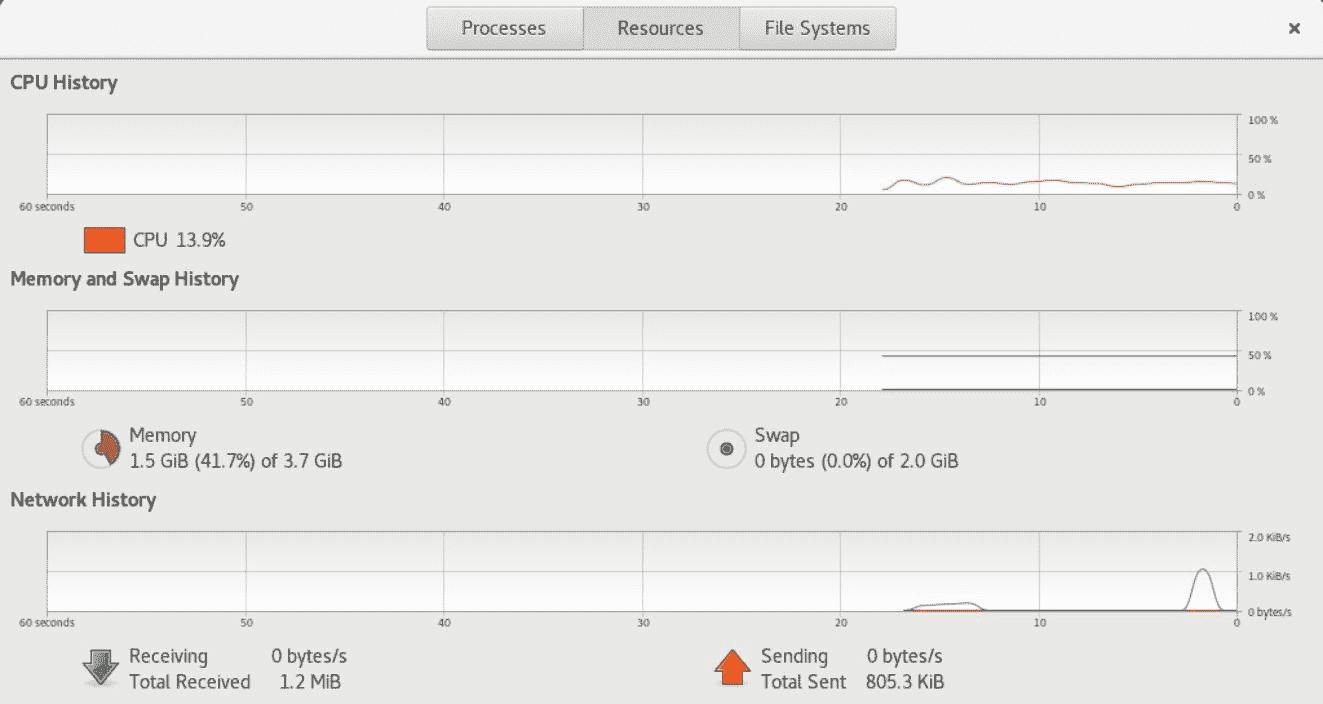 Processes Resources File Systems ×
CPU History
100 %
50 %
0 %
60 seconds 50 40 30 20 10 0
CPU 13.9%
Memory and Swap History
100 %
50 %
0 %
60 seconds 50 40 30 20 10 0
Memory Swap
1.5 GiB (41.7%) of 3.7 GiB 0 bytes (0.0%) of 2.0 GiB
Network History
2.0 KiB/s
1.0 KiB/s
0 bytes/s
60 seconds 50 40 30 20 10 0
Receiving 0 bytes/s Sending 0 bytes/s
Total Received 1.2 MiB Total Sent 805.3 KiB